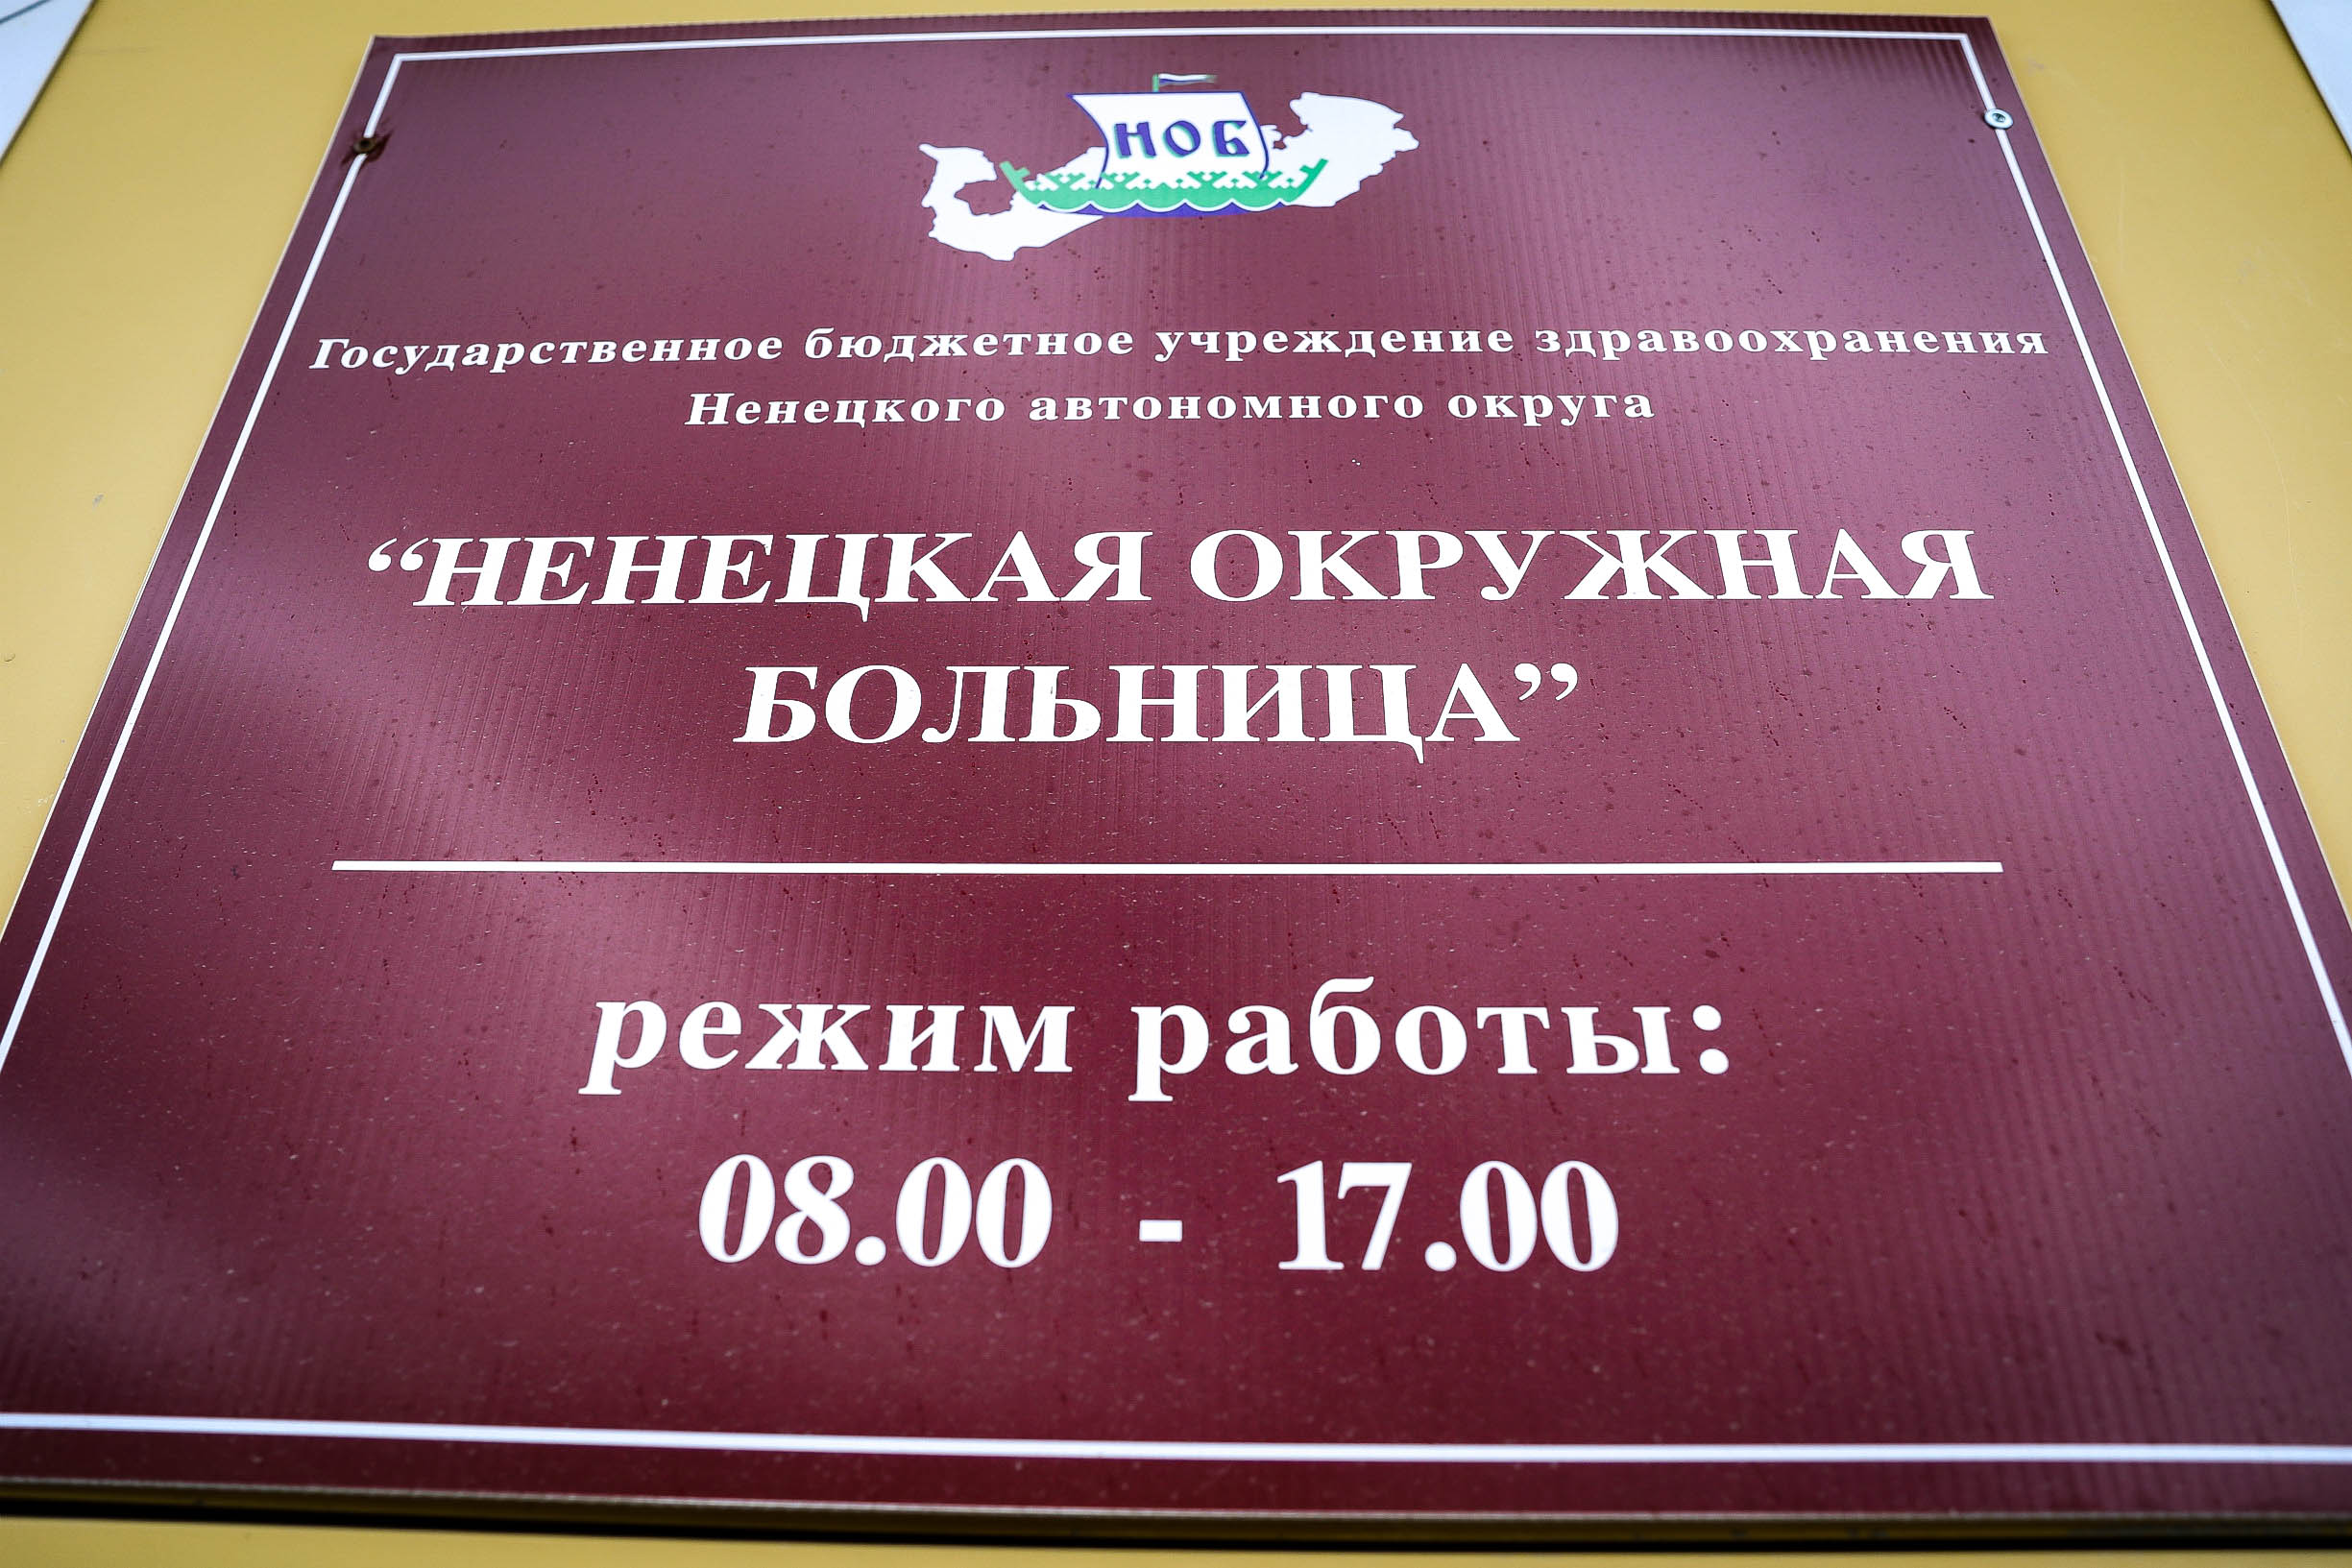 НОБ
Государственное бюджетное учреждение здравоохранения
Ненецкого автономного округа
“НЕНЕЦКАЯ ОКРУЖНАЯ
БОЛЬНИЦА”
режим работы:
08.00 - 17.00